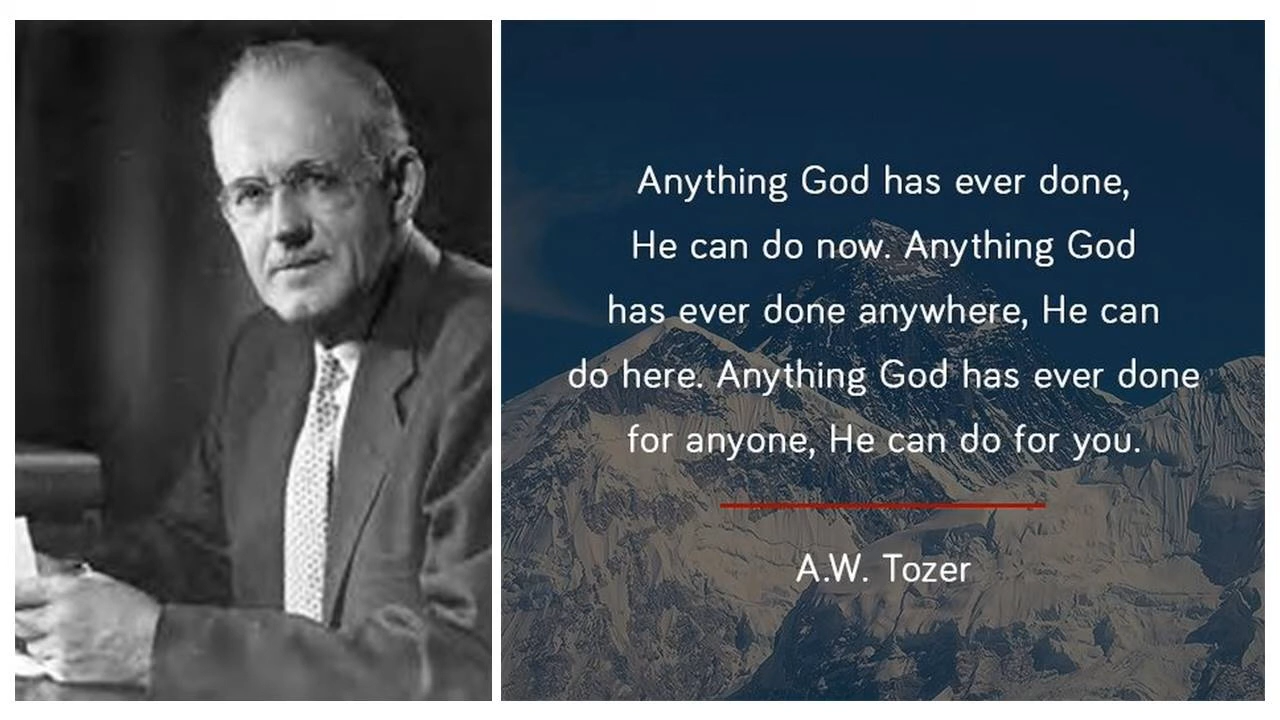 Anything God has ever done,
He can do now. Anything God
has ever done anywhere, He can
do here. Anything God has ever done
for anyone, He can do for you.
A.W. Tozer